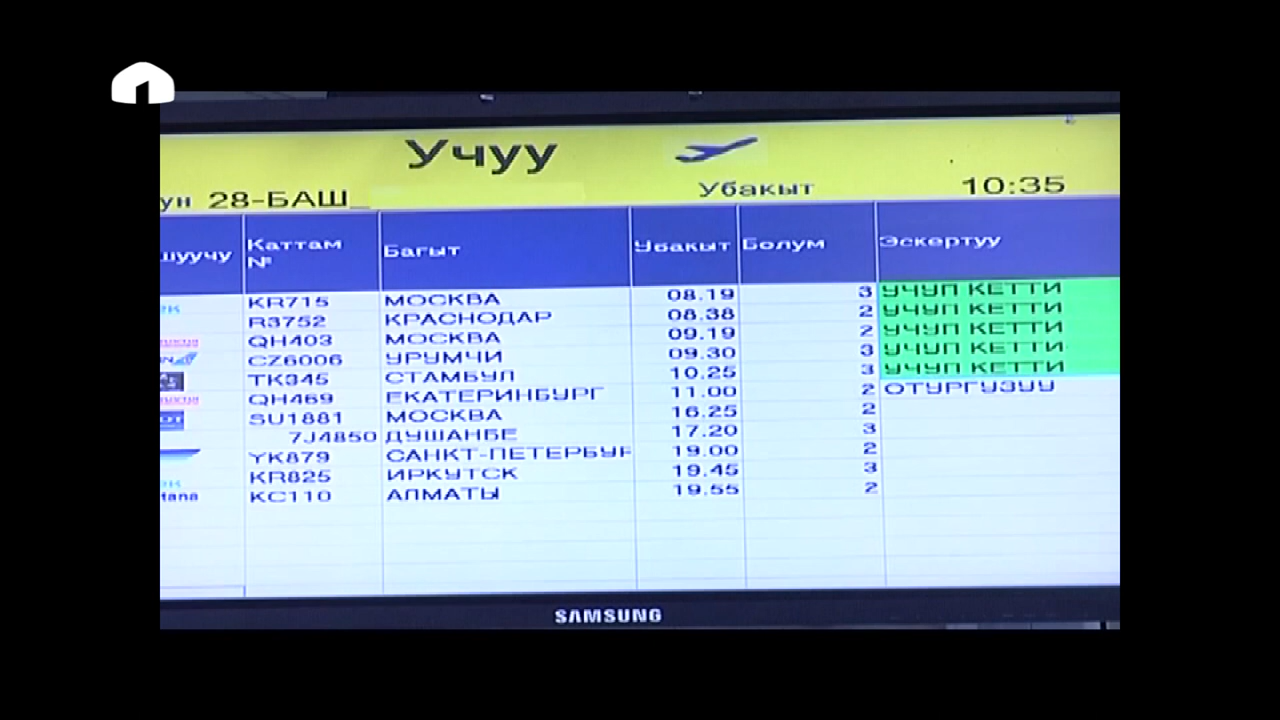 Учуу
ун 28-БАШ_ Убакыт 10:35
шуучу Каттам № Багыт Убакыт Болум Эскертуу
KR715 МОСКВА 08.19 3 УЧУП КЕТТИ
R3752 КРАСНОДАР 08.38 2 УЧУП КЕТТИ
QH403 МОСКВА 09.19 2 УЧУП КЕТТИ
CZ6006 УРУМЧИ 09.30 3 УЧУП КЕТТИ
TK345 СТАМБУЛ 10.25 3 УЧУП КЕТТИ
QH469 ЕКАТЕРИНБУРГ 11.00 2 ОТУРГУЗУУ
SU1881 МОСКВА 16.25 2
7J4850 ДУШАНБЕ 17.20 3
YK879 САНКТ-ПЕТЕРБУР 19.00 2
KR825 ИРКУТСК 19.45 3
KC110 АЛМАТЫ 19.55 2
SAMSUNG